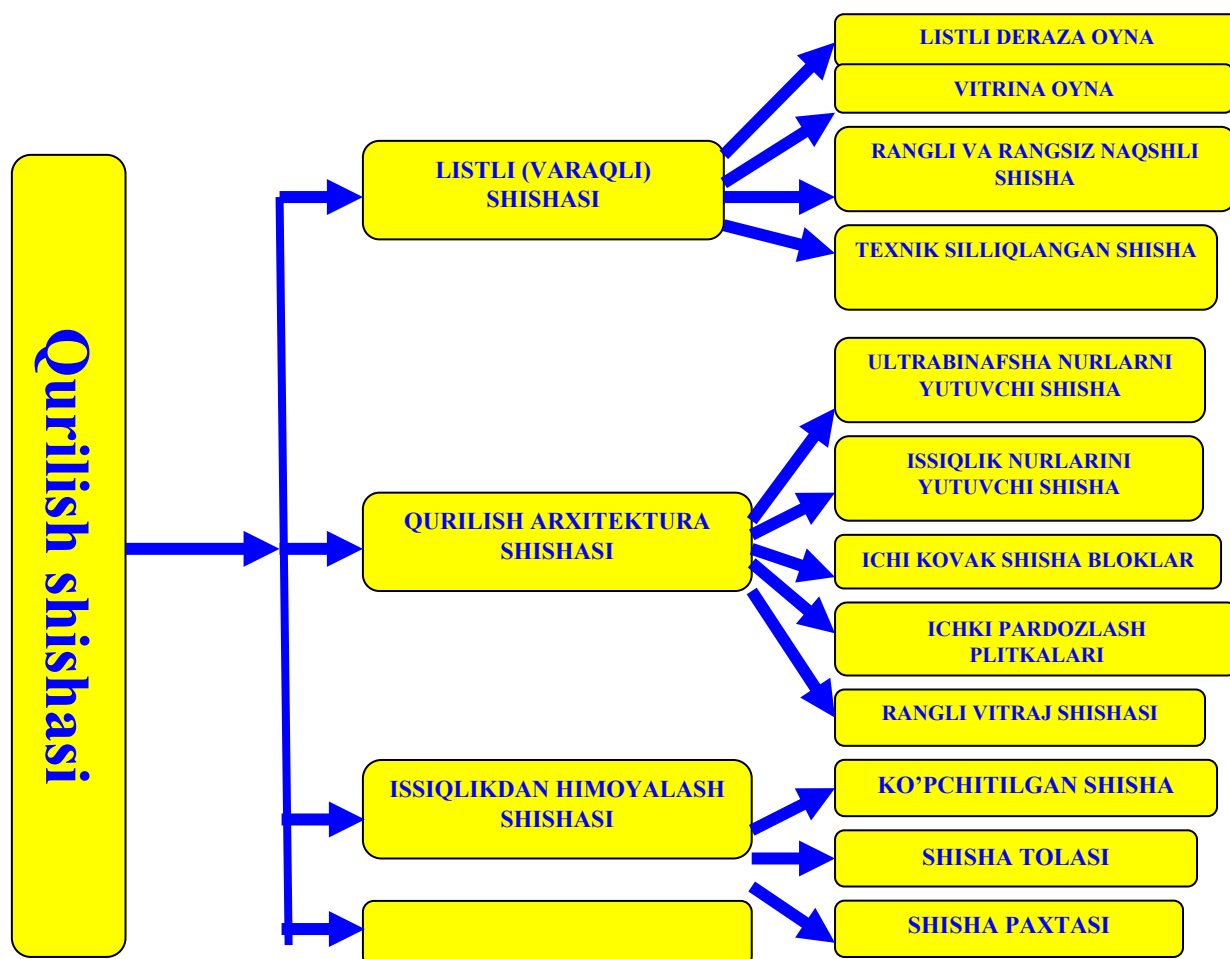 Qurilish shishasi
LISTLI (VARAQLI)
SHISHASI
LISTLI DERAZA OYNA
VITRINA OYNA
RANGLI VA RANGSIZ NAQSHLI
SHISHA
TEXNIK SILLIQLANGAN SHISHA
QURILISH ARXITEKTURA
SHISHASI
ULTRABINAFSHA NURLARNI
YUTUVCHI SHISHA
ISSIQLIK NURLARINI
YUTUVCHI SHISHA
ICHI KOVAK SHISHA BLOKLAR
ICHKI PARDOZLASH
PLITKALARI
RANGLI VITRAJ SHISHASI
ISSIQLIKDAN HIMOYALASH
SHISHASI
KO’PCHITILGAN SHISHA
SHISHA TOLASI
SHISHA PAXTASI